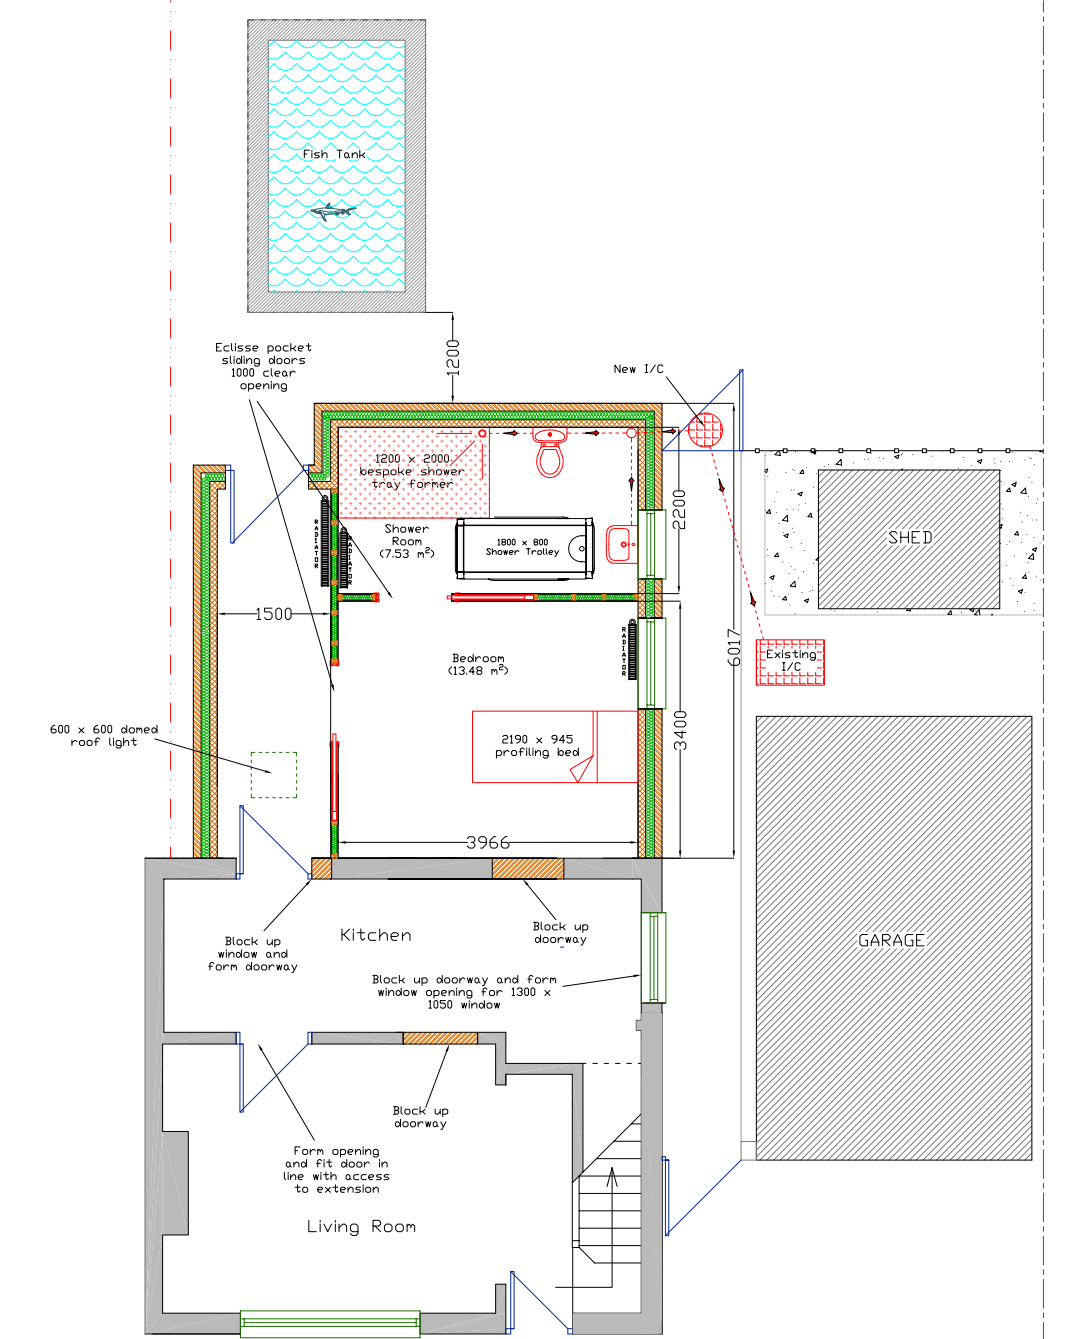 Fish Tank
Eclisse pocket
sliding doors
1000 clear
opening
1200
New I/C
1200 x 2000
bespoke shower
tray former
2200
SHED
RADIATOR
RADIATOR
Shower
Room
(7.53 m²)
1800 x 800
Shower Trolley
1500
6017
RADIATOR
Bedroom
(13.48 m²)
Existing
I/C
600 x 600 domed
roof light
3400
2190 x 945
profiling bed
3966
Kitchen
Block up
window and
form doorway
Block up
doorway
GARAGE
Block up doorway and form
window opening for 1300 x
1050 window
Block up
doorway
Form opening
and fit door in
line with access
to extension
Living Room